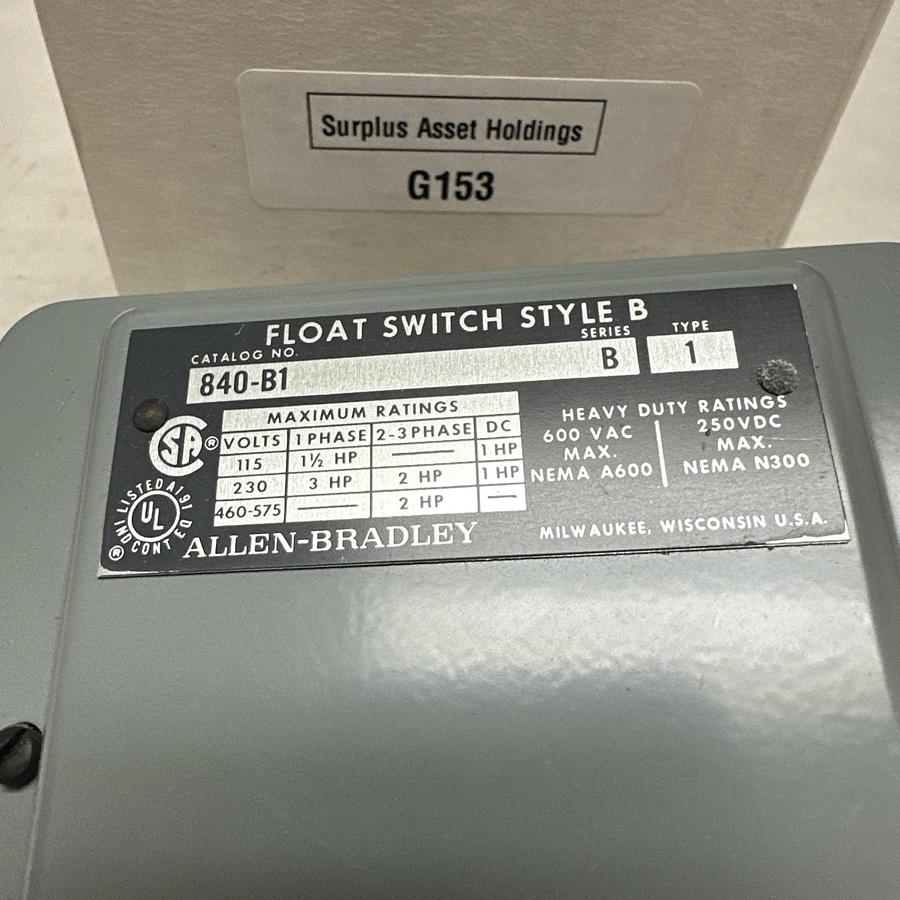 Surplus Asset Holdings
G153
FLOAT SWITCH STYLE B
CATALOG NO. SERIES TYPE
840-B1 B 1
MAXIMUM RATINGS
VOLTS 1 PHASE 2-3 PHASE DC
115 1½ HP —— 1 HP
230 3 HP 2 HP 1 HP
460-575 —— 2 HP —
HEAVY DUTY RATINGS
600 VAC 250VDC
MAX. MAX.
NEMA A600 NEMA N300
SA ®
LISTED A191
UL
IND CONT EQ
®
ALLEN-BRADLEY
MILWAUKEE, WISCONSIN U.S.A.